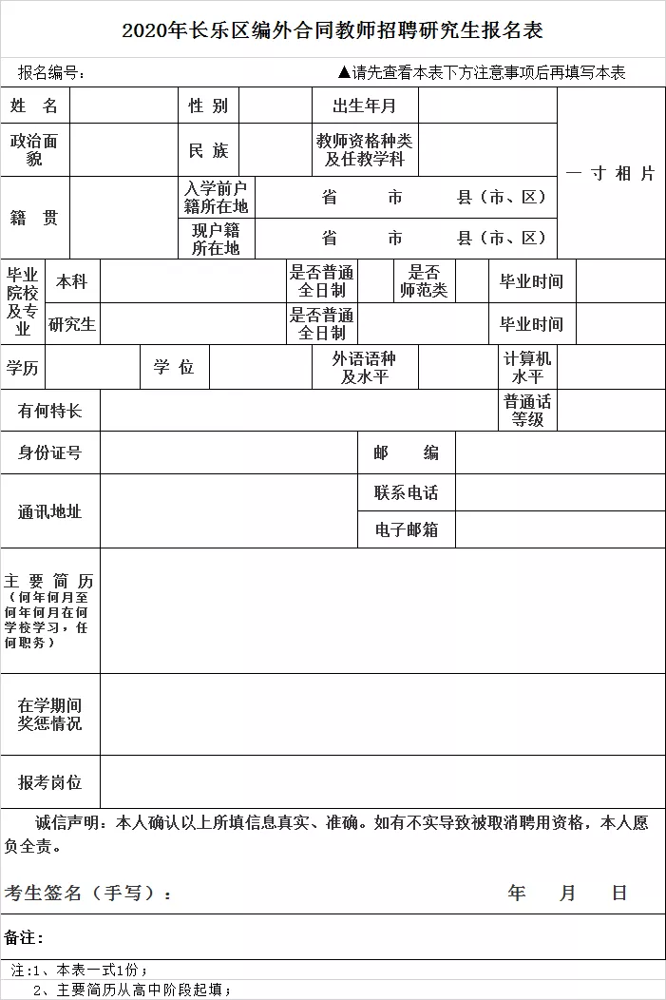 2020年长乐区编外合同教师招聘研究生报名表
报名编号： ▲请先查看本表下方注意事项后再填写本表
姓 名 性 别 出生年月
一 寸 相 片
政治面
貌
民 族
教师资格种类
及任教学科
籍 贯
入学前户
籍所在地
省 市 县（市、区）
现户籍
所在地
省 市 县（市、区）
毕业
院校
及专
业
本科
是否普通
全日制
是否
师范类
毕业时间
研究生
是否普通
全日制
毕业时间
学历
学 位
外语语种
及水平
计算机
水平
有何特长
普通话
等级
身份证号
邮 编
通讯地址
联系电话
电子邮箱
主 要 简 历
（何年何月至
何年何月在何
学校学习，任
何职务）
在学期间
奖惩情况
报考岗位
诚信声明：本人确认以上所填信息真实、准确。如有不实导致被取消聘用资格，本人愿
负全责。
考生签名（手写）： 年 月 日
备注：
注：1、本表一式1份；
2、主要简历从高中阶段起填；